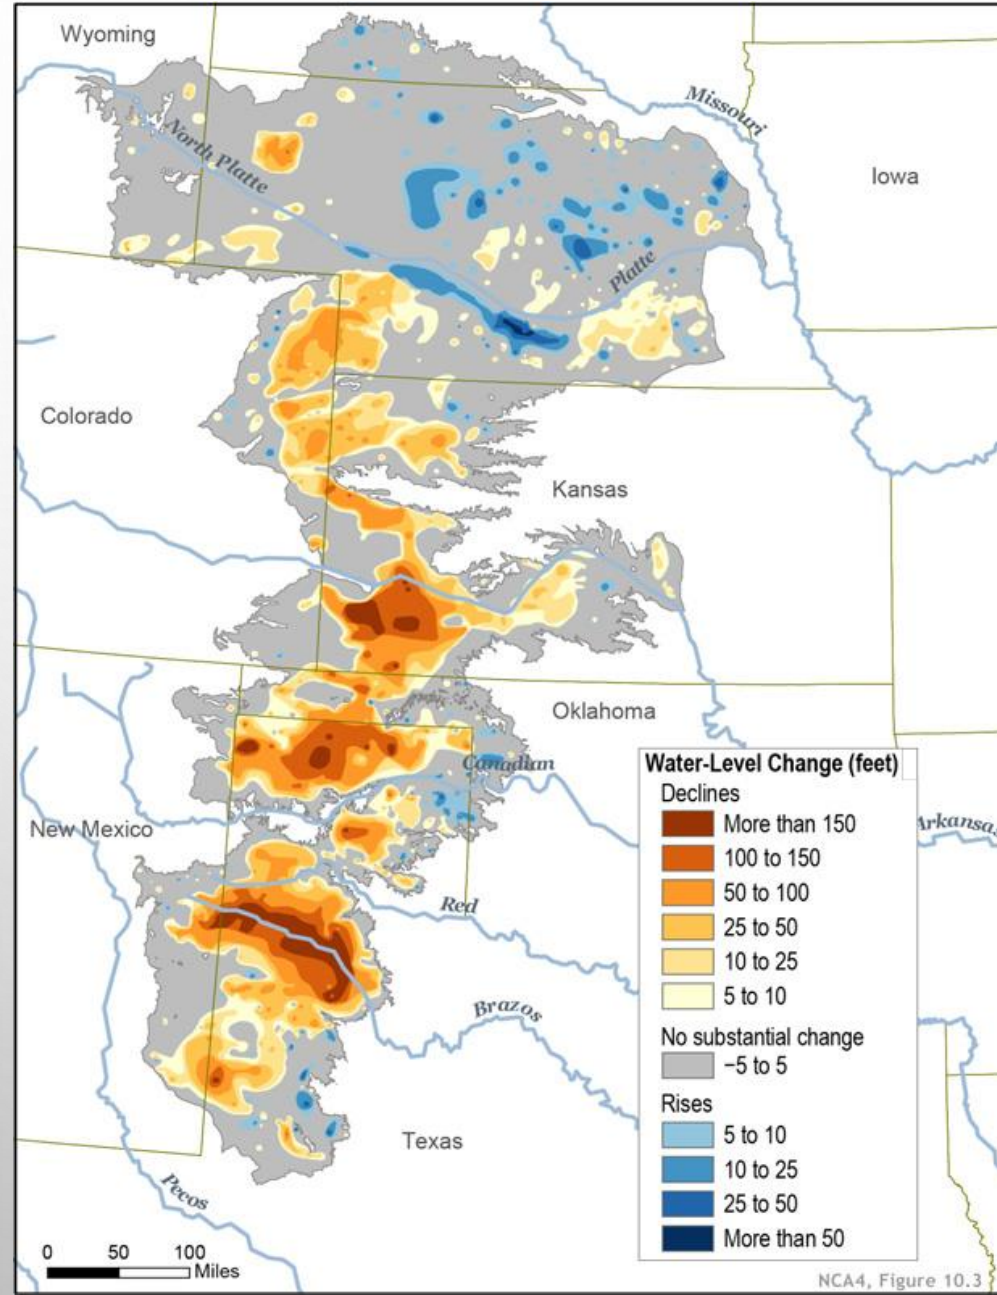 Wyoming
Missouri
North Platte
Iowa
Platte
Colorado
Kansas
Oklahoma
Canadian
New Mexico
Arkansas
Red
Brazos
Texas
Pecos
Water-Level Change (feet)
Declines
More than 150
100 to 150
50 to 100
25 to 50
10 to 25
5 to 10
No substantial change
−5 to 5
Rises
5 to 10
10 to 25
25 to 50
More than 50
0 50 100
Miles
NCA4, Figure 10.3